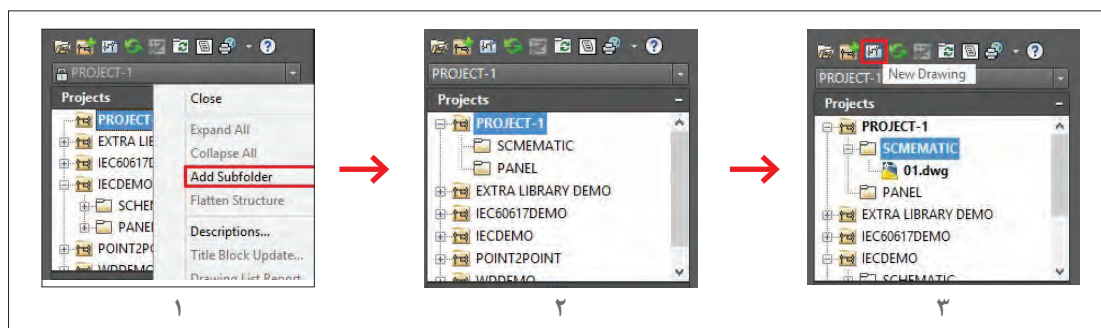 PROJECT-1
Projects
PROJECT
EXTRA LIE
IEC60617D
IECDEMO
SCHEM
PANEL
POINT2PO
WDDEMO
Close
Expand All
Collapse All
Add Subfolder
Flatten Structure
Descriptions...
Title Block Update...
Drawing List Report
۱
PROJECT-1
Projects
PROJECT-1
SCMEMATIC
PANEL
EXTRA LIBRARY DEMO
IEC60617DEMO
IECDEMO
POINT2POINT
WDDEMO
۲
PROJECT-1
New Drawing
Projects
PROJECT-1
SCMEMATIC
01.dwg
PANEL
EXTRA LIBRARY DEMO
IEC60617DEMO
IECDEMO
SCHEMATIC
۳